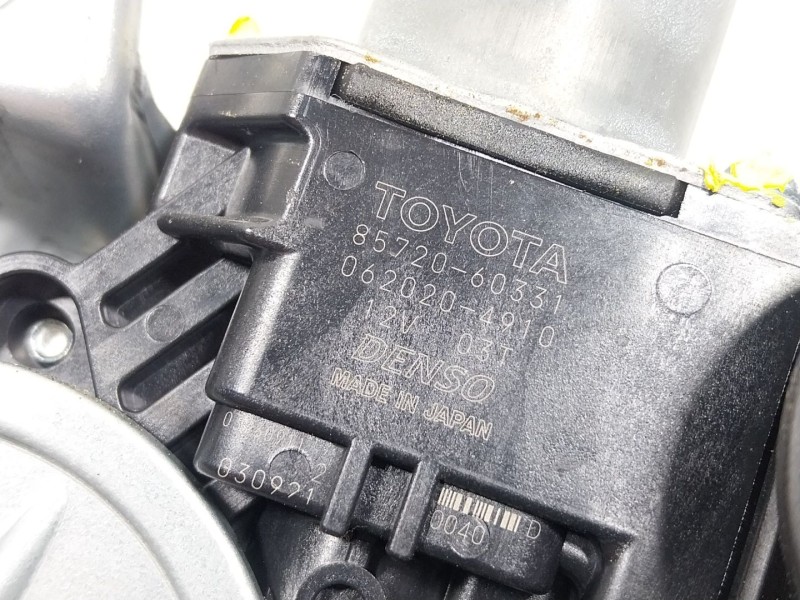 TOYOTA
85720-60331
062020-4910
12V 03T
DENSO
MADE IN JAPAN
030921
0040
D